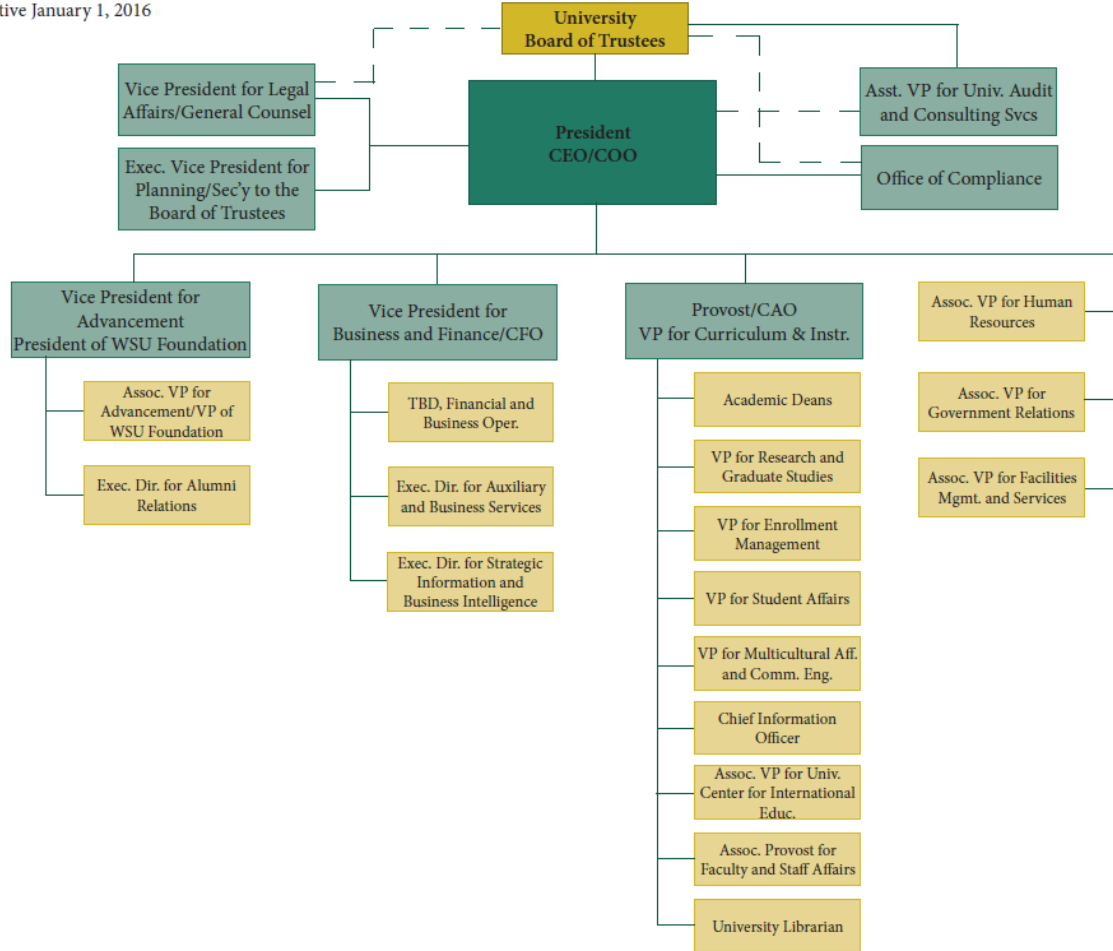 tive January 1, 2016
University
Board of Trustees
Vice President for Legal
Affairs/General Counsel
President
CEO/COO
Asst. VP for Univ. Audit
and Consulting Svcs
Exec. Vice President for
Planning/Sec'y to the
Board of Trustees
Office of Compliance
Vice President for
Advancement
President of WSU Foundation
Assoc. VP for
Advancement/VP of
WSU Foundation
Exec. Dir. for Alumni
Relations
Vice President for
Business and Finance/CFO
TBD, Financial and
Business Oper.
Exec. Dir. for Auxiliary
and Business Services
Exec. Dir. for Strategic
Information and
Business Intelligence
Provost/CAO
VP for Curriculum & Instr.
Academic Deans
VP for Research and
Graduate Studies
VP for Enrollment
Management
VP for Student Affairs
VP for Multicultural Aff.
and Comm. Eng.
Chief Information
Officer
Assoc. VP for Univ.
Center for International
Educ.
Assoc. Provost for
Faculty and Staff Affairs
University Librarian
Assoc. VP for Human
Resources
Assoc. VP for
Government Relations
Assoc. VP for Facilities
Mgmt. and Services